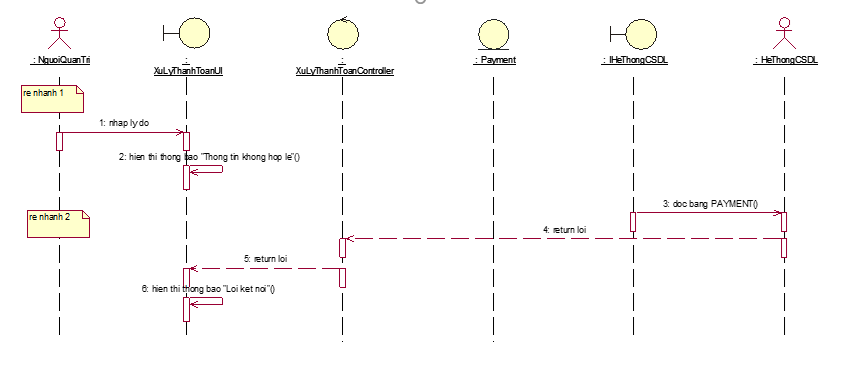 : NguoiQuanTri
:
XuLyThanhToanUI
:
XuLyThanhToanController
: Payment
: IHeThongCSDL
: HeThongCSDL
re nhanh 1
1: nhap ly do
2: hien thi thong bao "Thong tin khong hop le"()
re nhanh 2
3: doc bang PAYMENT()
4: return loi
5: return loi
6: hien thi thong bao "Loi ket noi"()